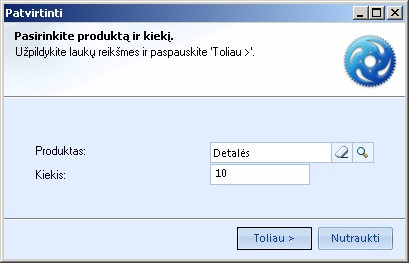 Patvirtinti
Pasirinkite produktą ir kiekį.
Užpildykite laukų reikšmes ir paspauskite 'Toliau >'.
Produktas: Detalės
Kiekis: 10
Toliau > Nutraukti